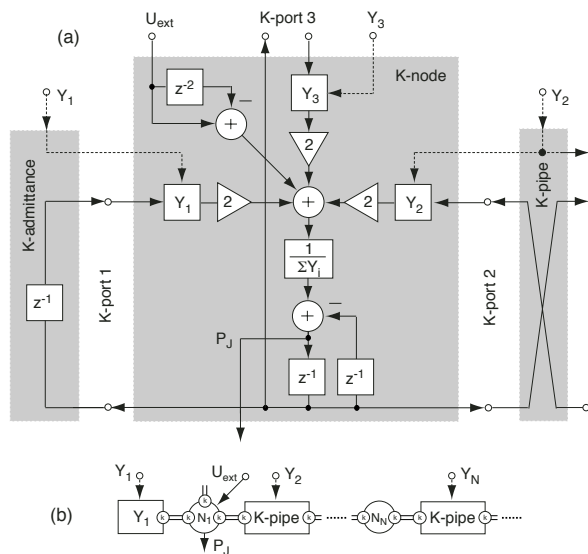 U_ext K-port 3 Y_3
(a)
K-node
z^-2
Y_1
Y_3
Y_2
−
+
2
K-admittance
K-pipe
Y_1 2 + 2 Y_2
z^-1
K-port 1
1
ΣY_i
K-port 2
+ −
P_J
z^-1 z^-1
Y_1 U_ext Y_2 Y_N
k
(b)
Y_1 k k N_1 k k K-pipe k k N_N k k K-pipe k
P_J